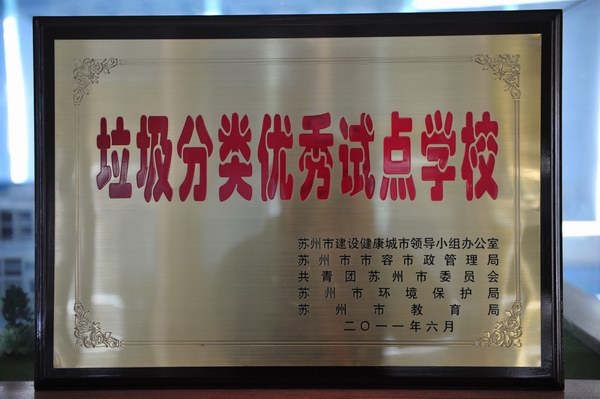 垃圾分类优秀试点学校
苏州市建设健康城市领导小组办公室
苏州市市容市政管理局
共青团苏州市委员会
苏州市环境保护局
苏州市教育局
二〇一一年六月